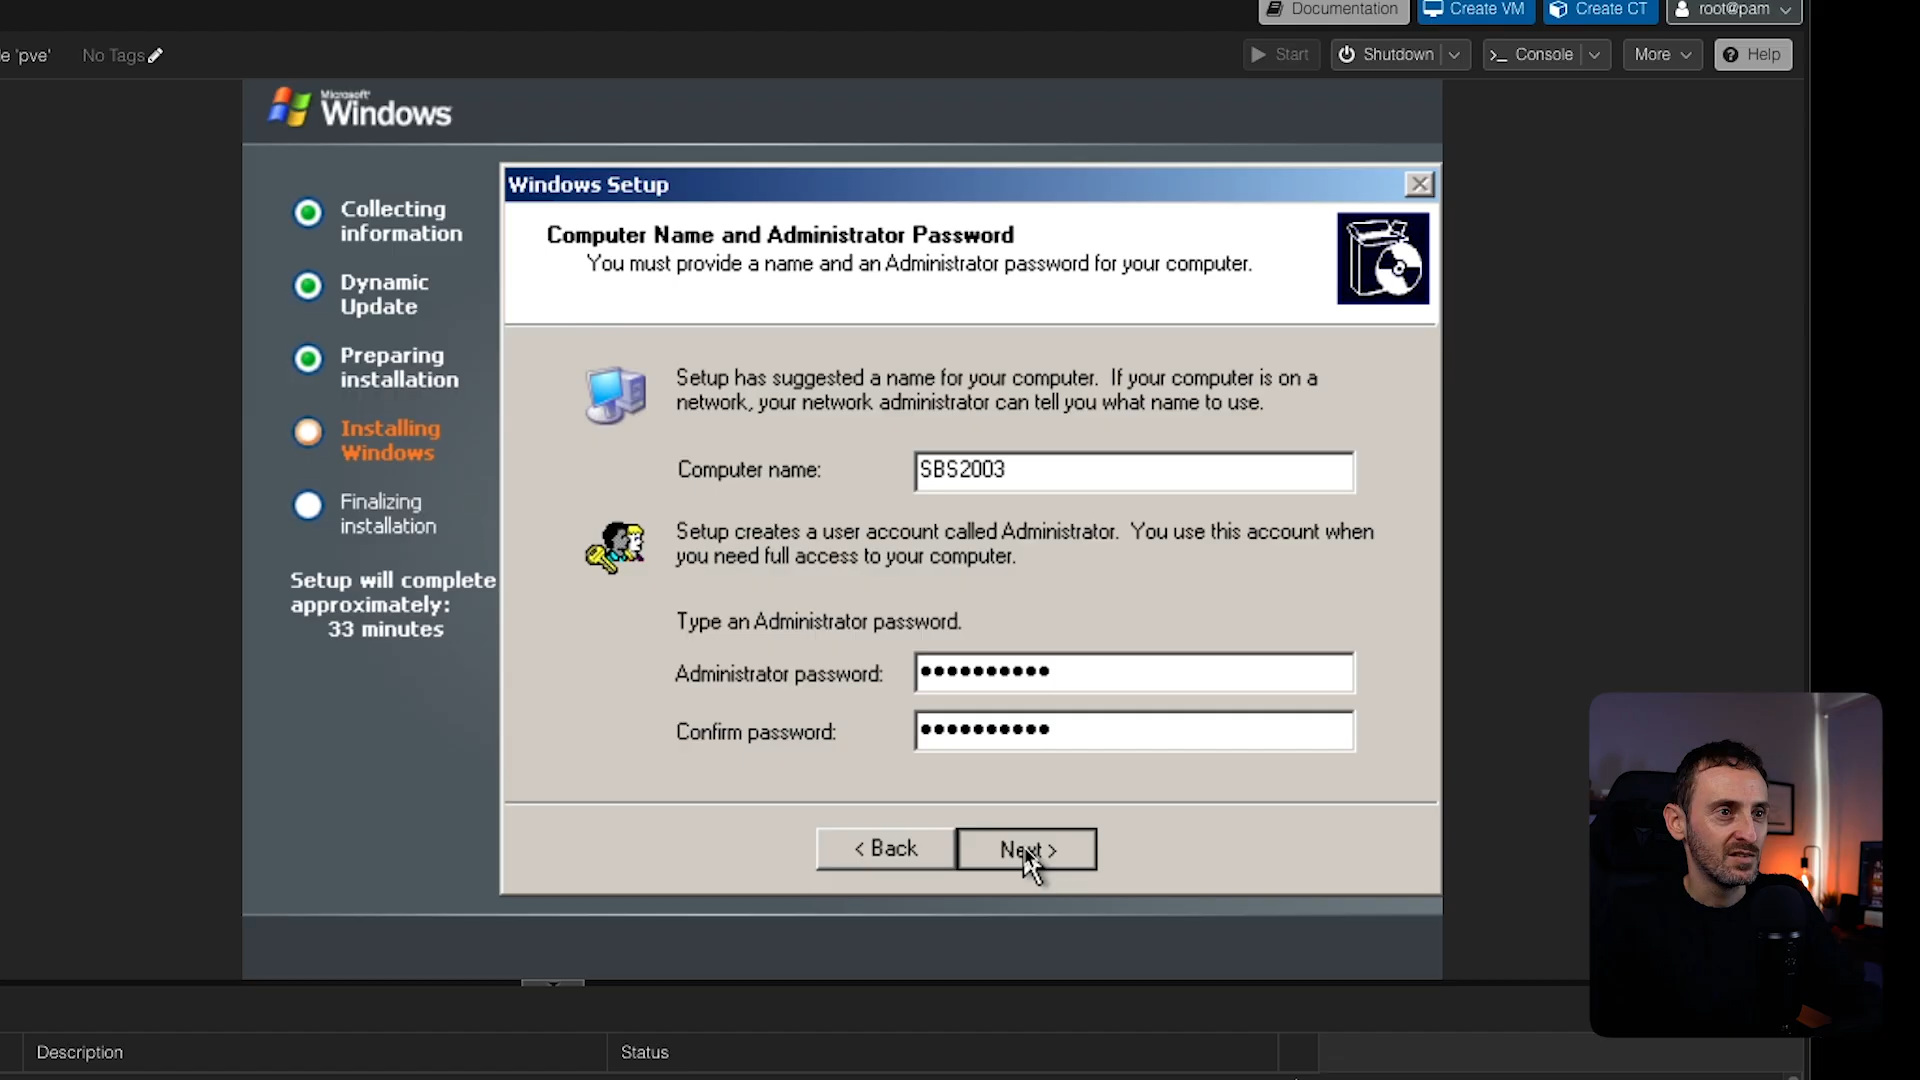 Documentation
Create VM
Create CT
root@pam
e 'pve'
No Tags
Start
Shutdown
Console
More
Help
Microsoft
Windows
Collecting
information
Dynamic
Update
Preparing
installation
Installing
Windows
Finalizing
installation
Setup will complete
approximately:
33 minutes
Windows Setup
Computer Name and Administrator Password
You must provide a name and an Administrator password for your computer.
Setup has suggested a name for your computer. If your computer is on a
network, your network administrator can tell you what name to use.
Computer name:
SBS2003
Setup creates a user account called Administrator. You use this account when
you need full access to your computer.
Type an Administrator password.
Administrator password:
••••••••••
Confirm password:
••••••••••
< Back
Next >
Description
Status